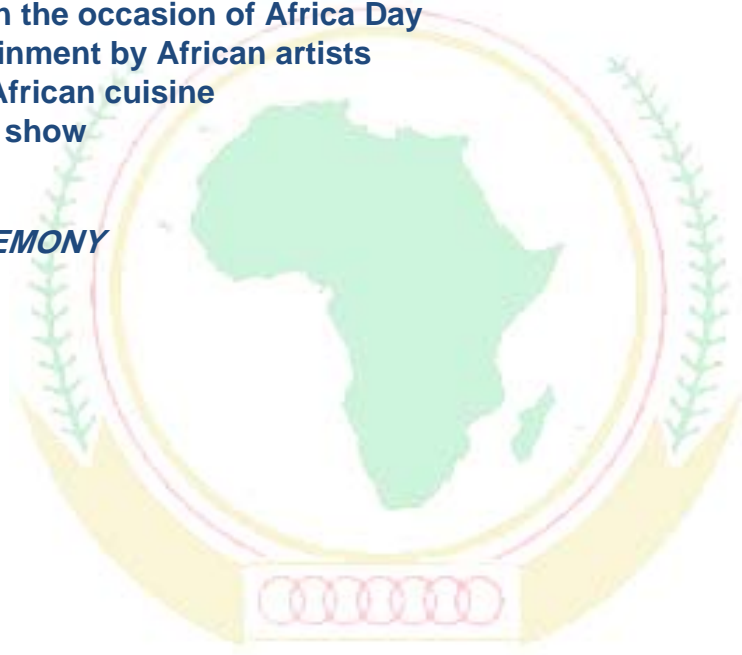 n the occasion of Africa Day
inment by African artists
African cuisine
show
EMONY